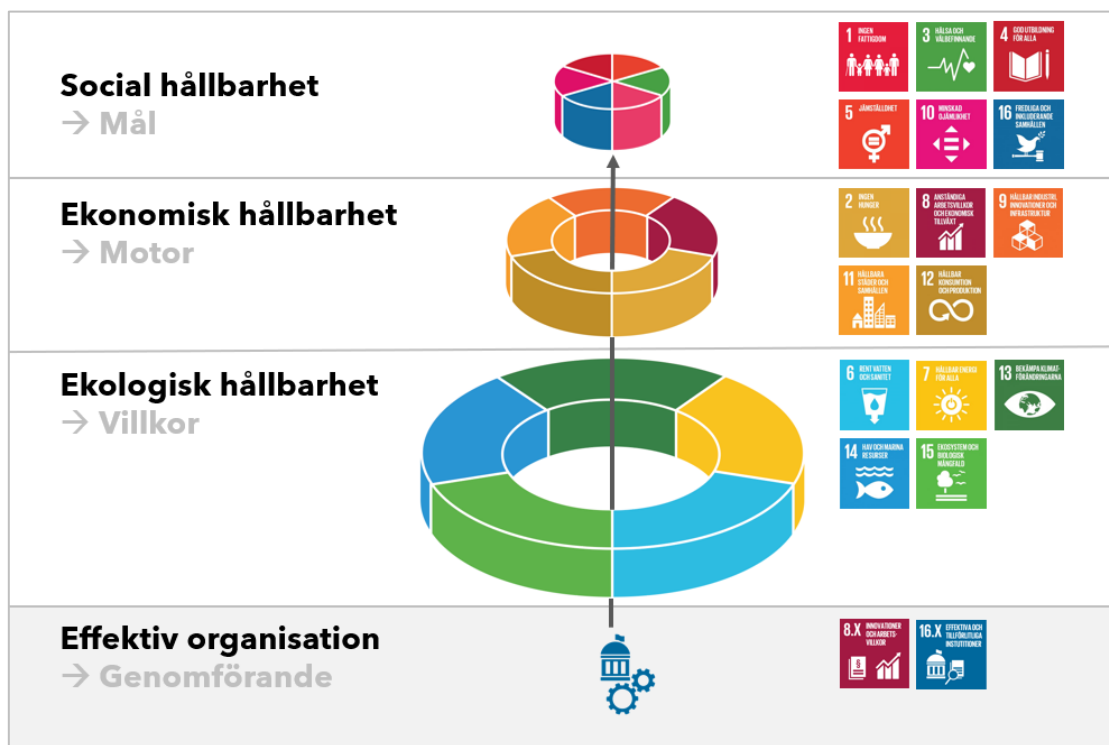 Social hållbarhet
→ Mål
1 INGEN
FATTIGDOM
3 HÄLSA OCH
VÄLBEFINNANDE
4 GOD UTBILDNING
FÖR ALLA
5 JÄMSTÄLLDHET
10 MINSKAD
OJÄMLIKHET
16 FREDLIGA OCH
INKLUDERANDE
SAMHÄLLEN
Ekonomisk hållbarhet
→ Motor
2 INGEN
HUNGER
8 ANSTÄNDIGA
ARBETSVILLKOR
OCH EKONOMISK
TILLVÄXT
9 HÅLLBAR INDUSTRI,
INNOVATIONER OCH
INFRASTRUKTUR
11 HÅLLBARA
STÄDER OCH
SAMHÄLLEN
12 HÅLLBAR
KONSUMTION
OCH PRODUKTION
Ekologisk hållbarhet
→ Villkor
6 RENT VATTEN
OCH SANITET
7 HÅLLBAR ENERGI
FÖR ALLA
13 BEKÄMPA KLIMAT-
FÖRÄNDRINGARNA
14 HAV OCH MARINA
RESURSER
15 EKOSYSTEM OCH
BIOLOGISK
MÅNGFALD
Effektiv organisation
→ Genomförande
8.X INNOVATIONER
OCH ARBETS-
VILLKOR
§
16.X EFFEKTIVA OCH
TILLFÖRLITLIGA
INSTITUTIONER